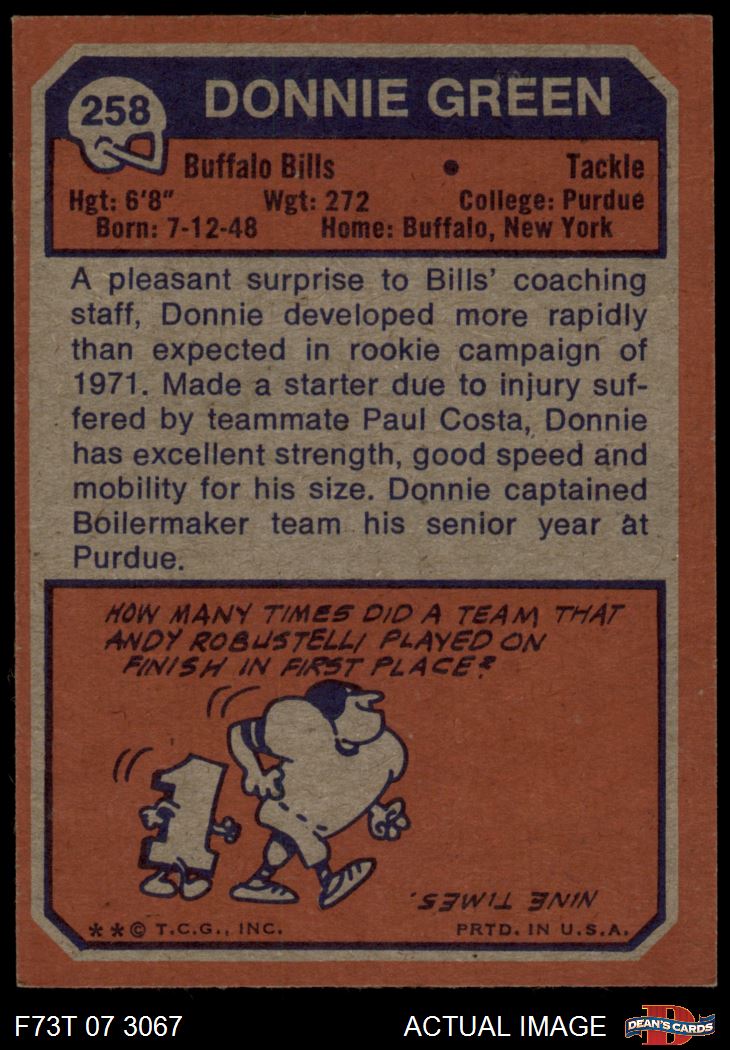 258
DONNIE GREEN
Buffalo Bills • Tackle
Hgt: 6'8" Wgt: 272 College: Purdue
Born: 7-12-48 Home: Buffalo, New York
A pleasant surprise to Bills' coaching
staff, Donnie developed more rapidly
than expected in rookie campaign of
1971. Made a starter due to injury suf-
fered by teammate Paul Costa, Donnie
has excellent strength, good speed and
mobility for his size. Donnie captained
Boilermaker team his senior year at
Purdue.
HOW MANY TIMES DID A TEAM THAT
ANDY ROBUSTELLI PLAYED ON
FINISH IN FIRST PLACE?
1
NINE TIMES.
**© T.C.G., INC. PRTD. IN U.S.A.
F73T 07 3067 ACTUAL IMAGE
D
DEAN'S CARDS